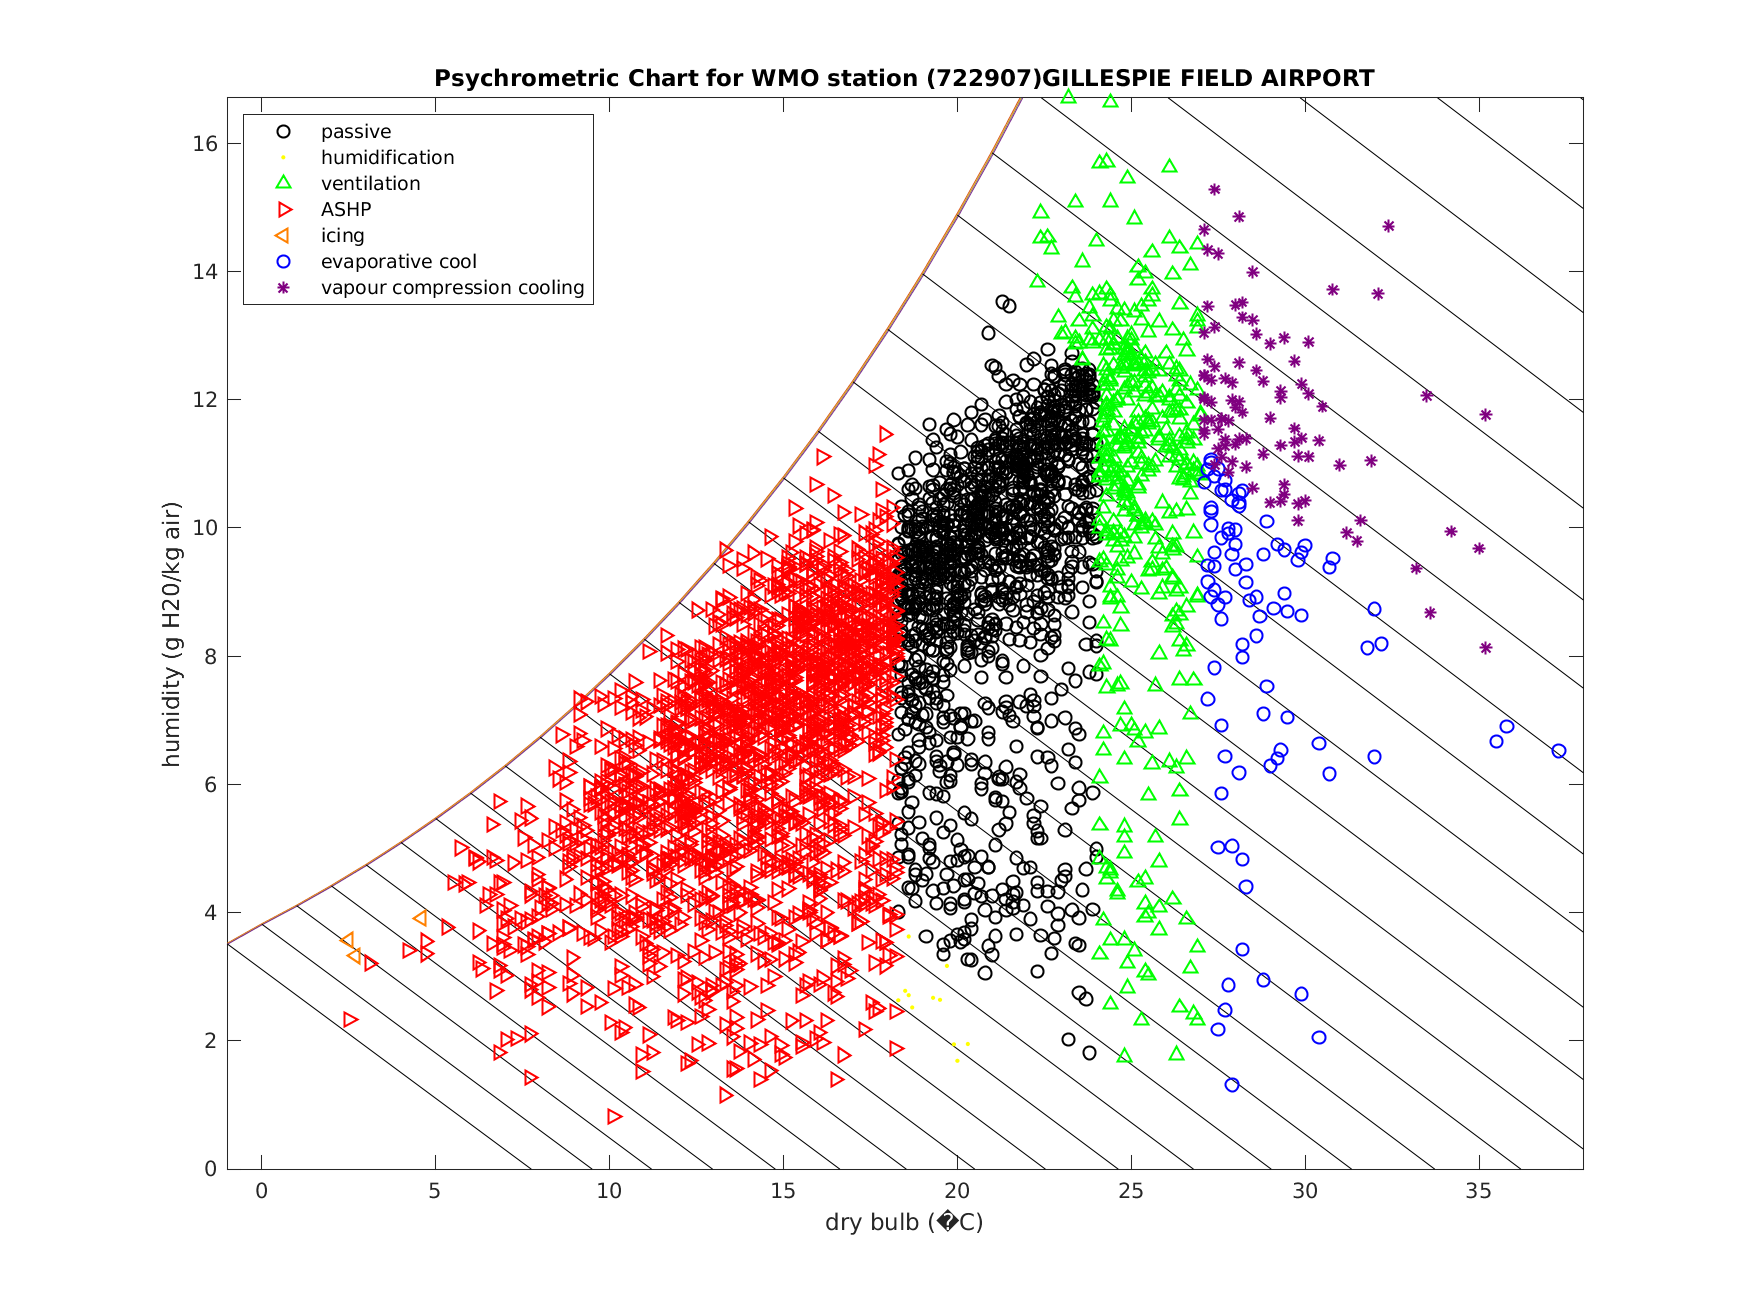 Psychrometric Chart for WMO station (722907)GILLESPIE FIELD AIRPORT
passive
humidification
ventilation
ASHP
icing
evaporative cool
vapour compression cooling
humidity (g H20/kg air)
16
14
12
10
8
6
4
2
0
0 5 10 15 20 25 30 35
dry bulb (�C)